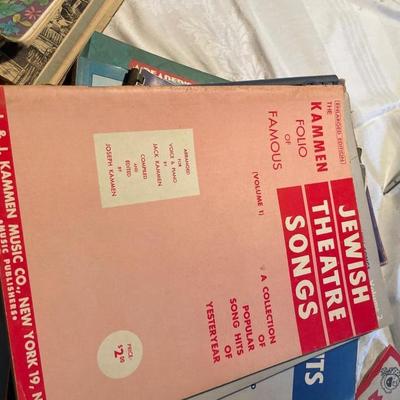 (ENLARGED EDITION)
THE
KAMMEN
FOLIO
OF
FAMOUS
(VOLUME 1)
JEWISH
THEATRE
SONGS
A COLLECTION
OF
POPULAR
SONG HITS
OF
YESTERYEAR
ARRANGED
FOR
VOICE & PIANO
BY
JACK KAMMEN
COMPILED
AND
EDITED
BY
JOSEPH KAMMEN
PRICE:
$2.00
J. & J. KAMMEN MUSIC CO., NEW YORK 19, N.
"MUSIC PUBLISHERS"